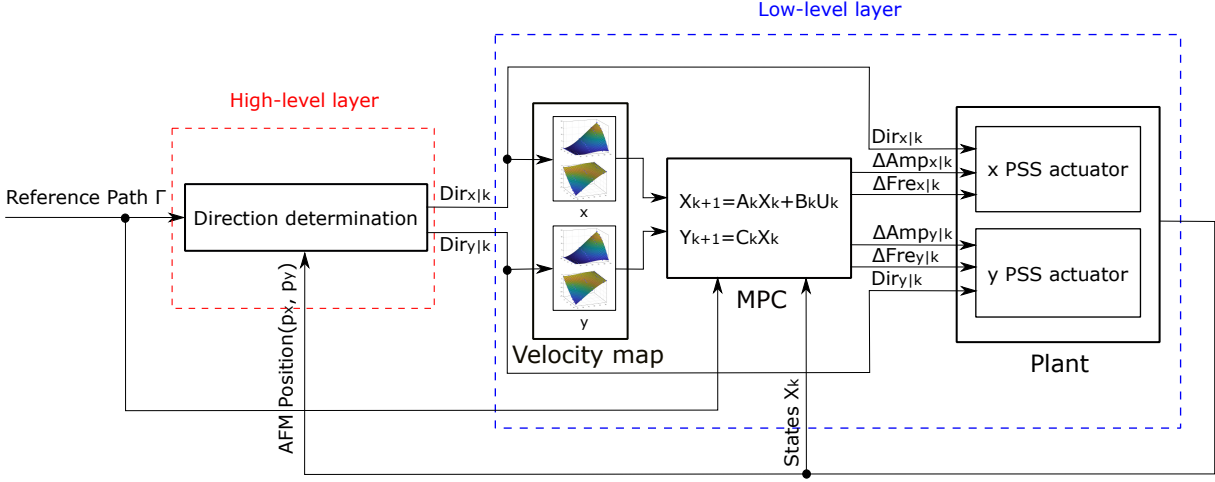 Low-level layer
High-level layer
Reference Path Γ
Direction determination
Dirx|k
Diry|k
AFM Position(px, py)
x
y
Velocity map
Xk+1=AkXk+BkUk
Yk+1=CkXk
MPC
States Xk
Dirx|k
ΔAmpx|k
ΔFrex|k
ΔAmpy|k
ΔFrey|k
Diry|k
x PSS actuator
y PSS actuator
Plant